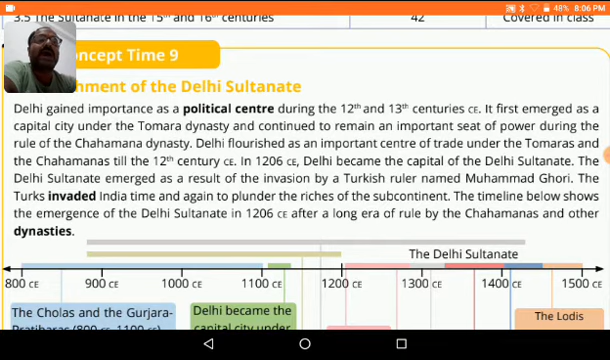 48% 8:06 PM
3.5 The Sultanate in the 15th and 16th centuries 42 Covered in class
ncept Time 9
hment of the Delhi Sultanate
Delhi gained importance as a political centre during the 12th and 13th centuries CE. It first emerged as a
capital city under the Tomara dynasty and continued to remain an important seat of power during the
rule of the Chahamana dynasty. Delhi flourished as an important centre of trade under the Tomaras and
the Chahamanas till the 12th century CE. In 1206 CE, Delhi became the capital of the Delhi Sultanate. The
Delhi Sultanate emerged as a result of the invasion by a Turkish ruler named Muhammad Ghori. The
Turks invaded India time and again to plunder the riches of the subcontinent. The timeline below shows
the emergence of the Delhi Sultanate in 1206 CE after a long era of rule by the Chahamanas and other
dynasties.
The Delhi Sultanate
800 CE 900 CE 1000 CE 1100 CE 1200 CE 1300 CE 1400 CE 1500 CE
The Cholas and the Gurjara-
Pratiharas (800 CE–1100 CE)
Delhi became the
capital city under
The Lodis